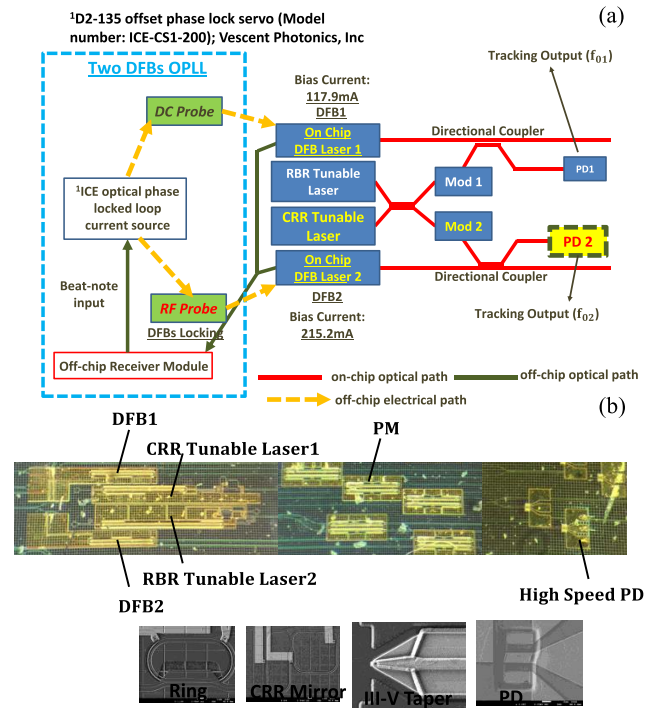 ¹D2-135 offset phase lock servo (Model
number: ICE-CS1-200); Vescent Photonics, Inc
(a)
Two DFBs OPLL
DC Probe
¹ICE optical phase
locked loop
current source
Beat-note
input
RF Probe
DFBs Locking
Off-chip Receiver Module
Bias Current:
117.9mA
DFB1
On Chip
DFB Laser 1
RBR Tunable
Laser
CRR Tunable
Laser
On Chip
DFB Laser 2
DFB2
Bias Current:
215.2mA
Tracking Output (f₀₁)
Directional Coupler
Mod 1
PD1
Mod 2
PD 2
Directional Coupler
Tracking Output (f₀₂)
on-chip optical path
off-chip optical path
off-chip electrical path
(b)
DFB1
CRR Tunable Laser1
PM
RBR Tunable Laser2
DFB2
High Speed PD
Ring
CRR Mirror
III-V Taper
PD